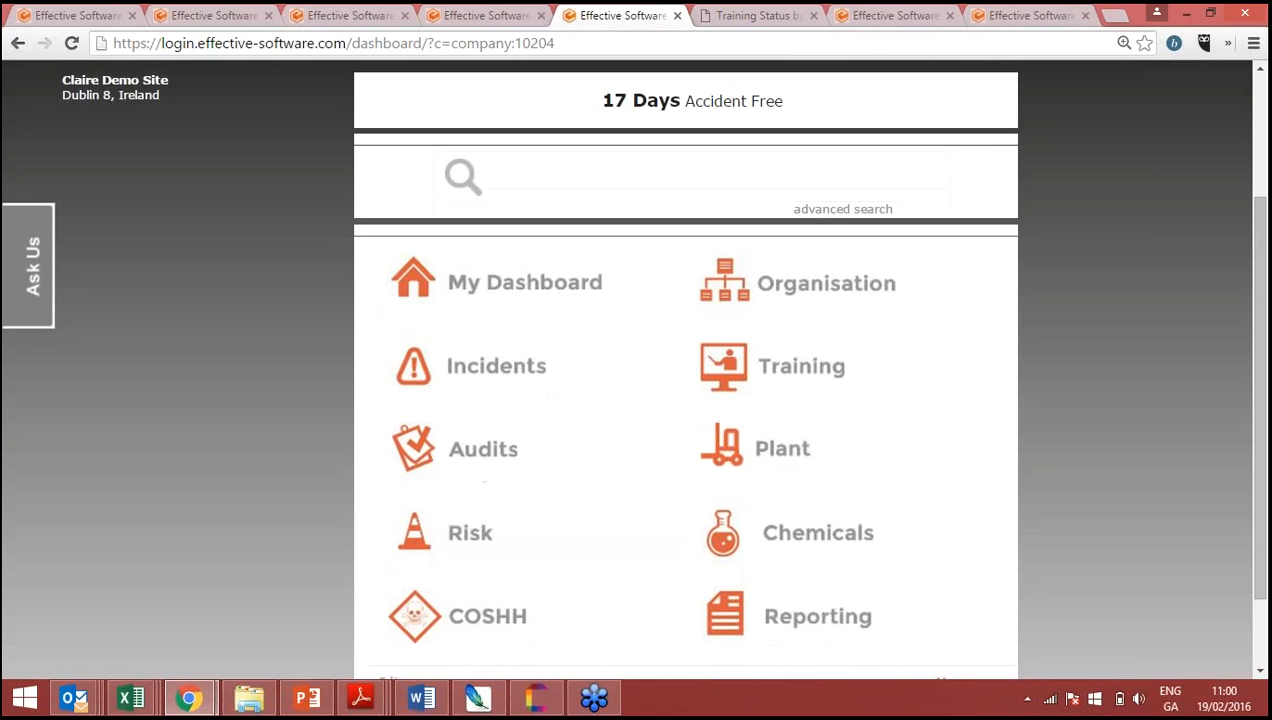 Effective Software
Effective Software
Effective Software
Effective Software
Effective Software
Training Status by
Effective Software
Effective Software
https://login.effective-software.com/dashboard/?c=company:10204
Claire Demo Site
Dublin 8, Ireland
17 Days Accident Free
advanced search
Ask Us
My Dashboard
Organisation
Incidents
Training
Audits
Plant
Risk
Chemicals
COSHH
Reporting
ENG
GA
11:00
19/02/2016